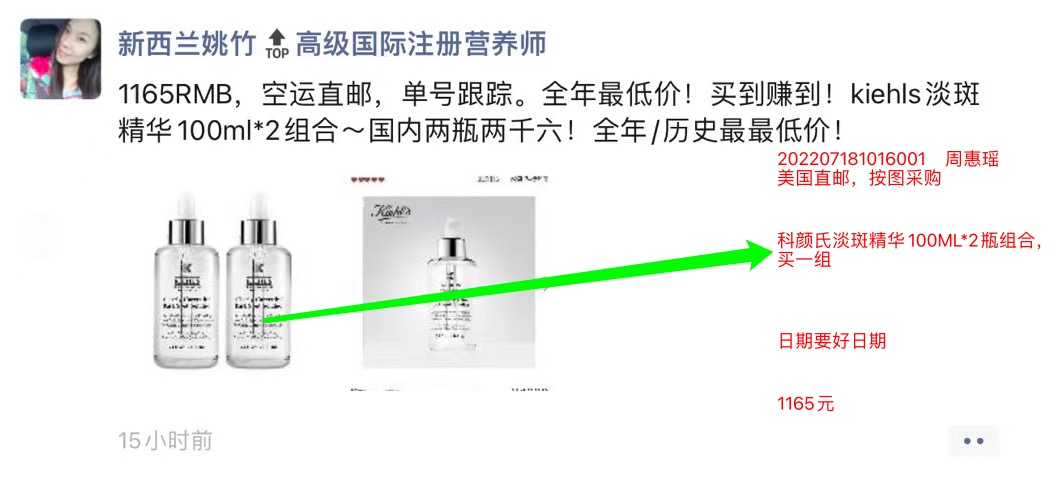 新西兰姚竹 TOP 高级国际注册营养师
1165RMB，空运直邮，单号跟踪。全年最低价！买到赚到！kiehls淡斑
精华100ml*2组合～国内两瓶两千六！全年/历史最最低价！
202207181016001 周惠瑶
美国直邮，按图采购
Kiehl's
科颜氏淡斑精华100ML*2瓶组合，
买一组
日期要好日期
1165元
15小时前